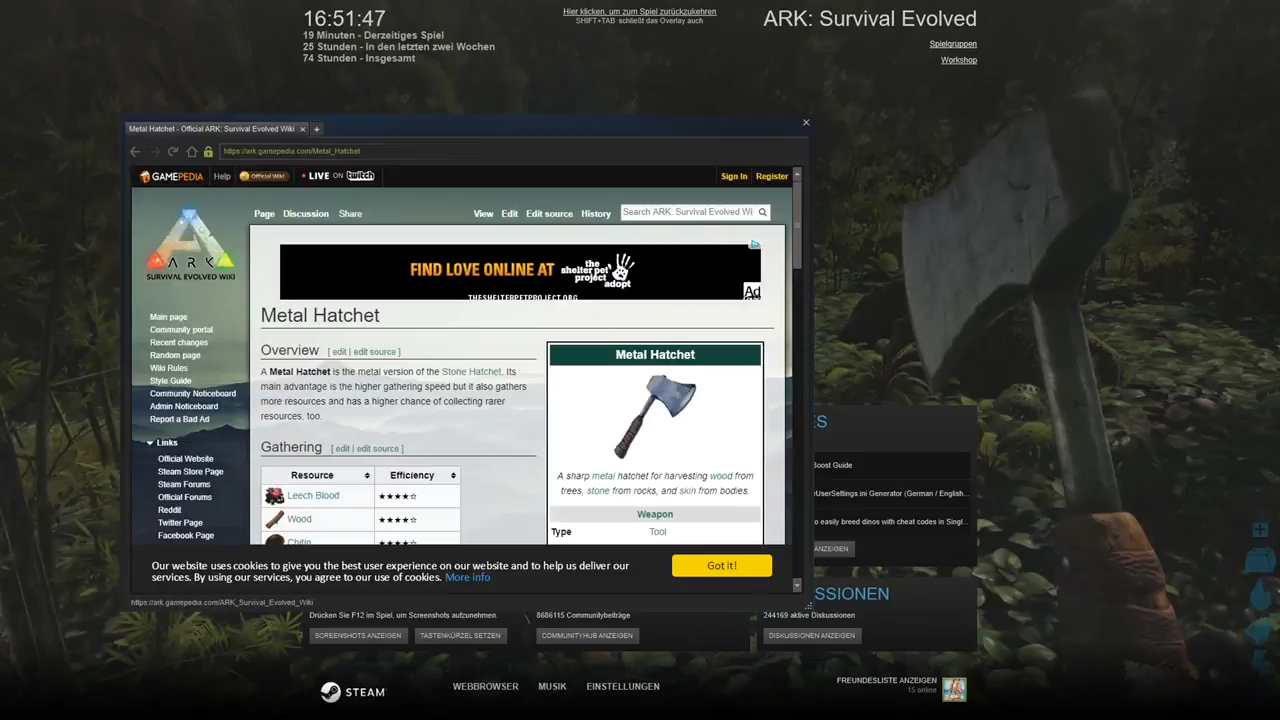 16:51:47
19 Minuten - Derzeitiges Spiel
25 Stunden - In den letzten zwei Wochen
74 Stunden - Insgesamt
Hier klicken, um zum Spiel zurückzukehren
SHIFT+TAB schließt das Overlay auch
ARK: Survival Evolved
Spielgruppen
Workshop
Metal Hatchet - Official ARK: Survival Evolved Wiki
https://ark.gamepedia.com/Metal_Hatchet
GAMEPEDIA Help Official Wiki LIVE ON twitch Sign In Register
Page Discussion Share View Edit Edit source History Search ARK: Survival Evolved Wi
ARK
SURVIVAL EVOLVED WIKI
FIND LOVE ONLINE AT the shelter pet project adopt
THESHELTERPETPROJECT.ORG
Ad
Main page
Community portal
Recent changes
Random page
Wiki Rules
Style Guide
Community Noticeboard
Admin Noticeboard
Report a Bad Ad
Links
Official Website
Steam Store Page
Steam Forums
Official Forums
Reddit
Twitter Page
Facebook Page
Metal Hatchet
Overview [ edit | edit source ]
A Metal Hatchet is the metal version of the Stone Hatchet. Its
main advantage is the higher gathering speed but it also gathers
more resources and has a higher chance of collecting rarer
resources, too.
Gathering [ edit | edit source ]
Resource Efficiency
Leech Blood ★★★★☆
Wood ★★★★☆
Chitin ★★★★☆
Metal Hatchet
A sharp metal hatchet for harvesting wood from
trees, stone from rocks, and skin from bodies.
Weapon
Type Tool
Our website uses cookies to give you the best user experience on our website and to help us deliver our
services. By using our services, you agree to our use of cookies. More info
Got it!
https://ark.gamepedia.com/ARK_Survival_Evolved_Wiki
ES
Boost Guide
UserSettings.ini Generator (German / English...
o easily breed dinos with cheat codes in Singl...
ANZEIGEN
SSIONEN
Drücken Sie F12 im Spiel, um Screenshots aufzunehmen.
SCREENSHOTS ANZEIGEN TASTENKÜRZEL SETZEN
8686115 Communitybeiträge
COMMUNITYHUB ANZEIGEN
244169 aktive Diskussionen
DISKUSSIONEN ANZEIGEN
STEAM
WEBBROWSER MUSIK EINSTELLUNGEN
FREUNDESLISTE ANZEIGEN
15 online